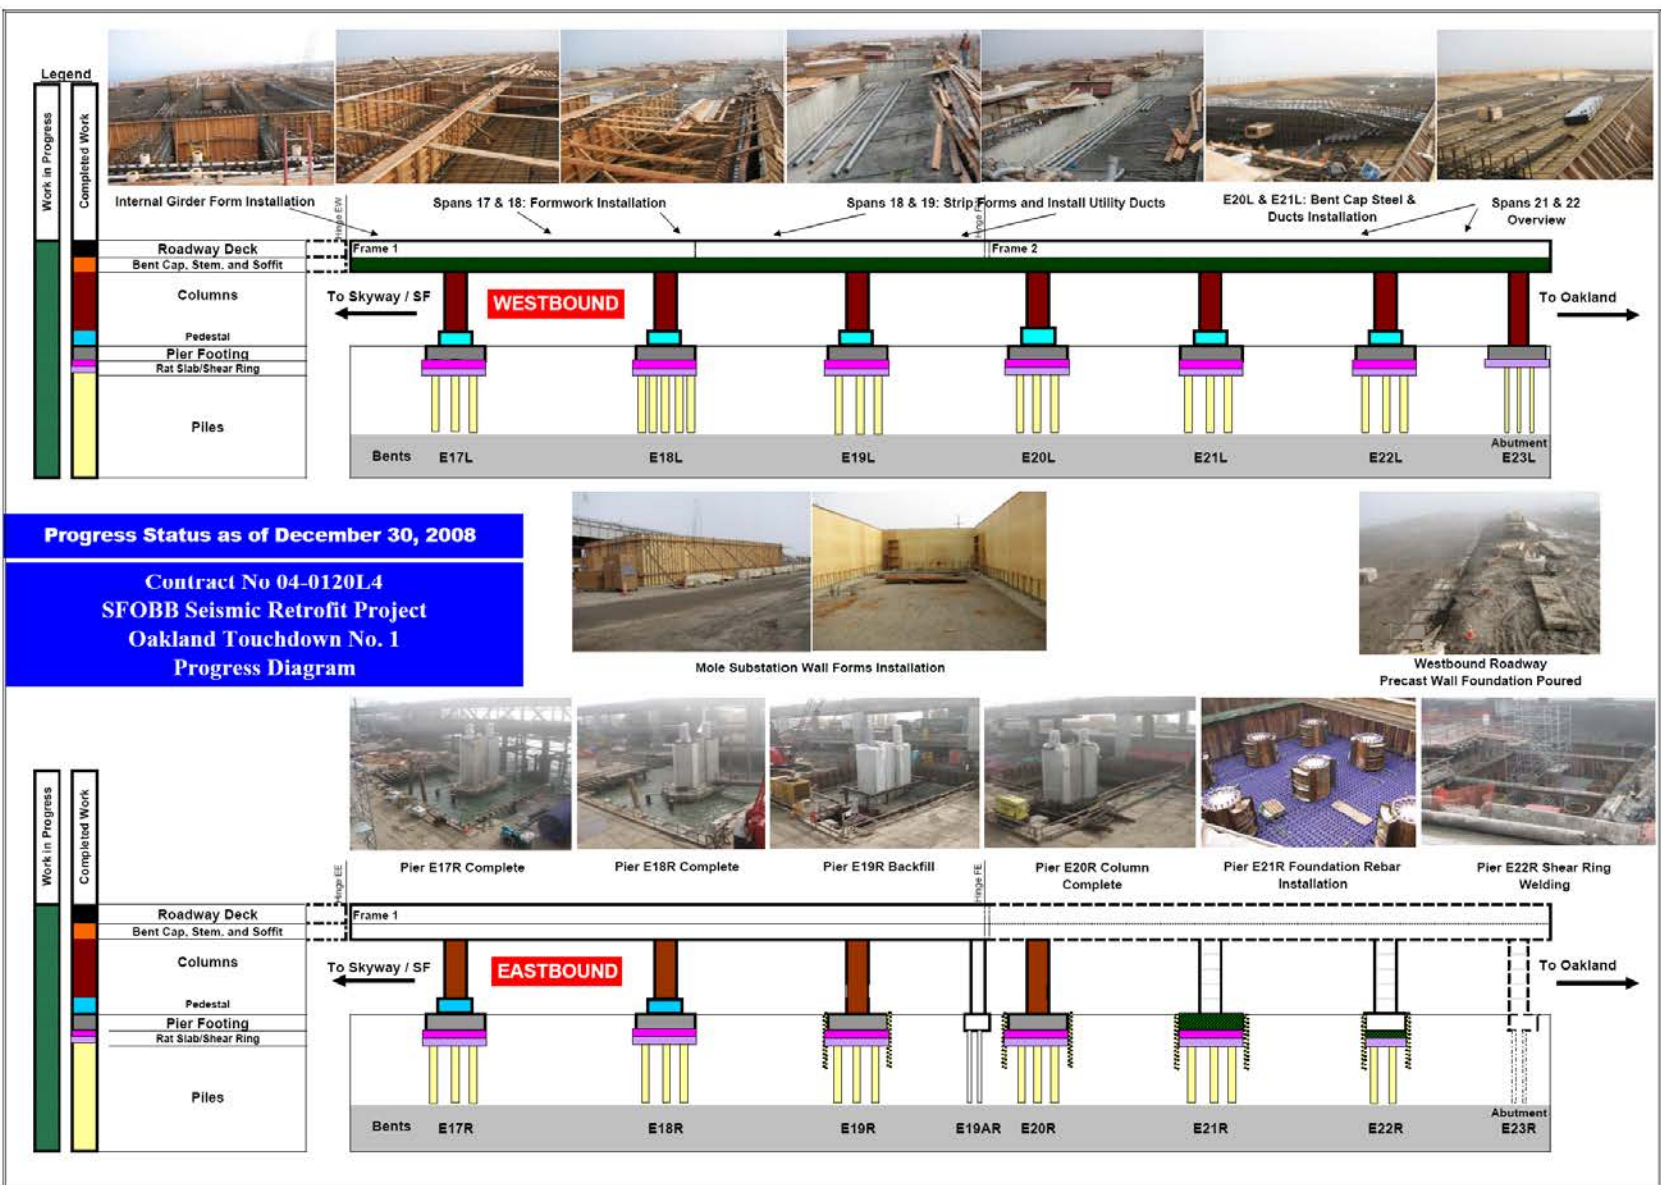 Legend
Work in Progress
Completed Work
Internal Girder Form Installation
Hinge EW
Spans 17 & 18: Formwork Installation
Spans 18 & 19: Strip Forms and Install Utility Ducts
E20L & E21L: Bent Cap Steel &
Ducts Installation
Spans 21 & 22
Overview
Roadway Deck
Frame 1
Frame 2
Bent Cap, Stem, and Soffit
Columns
To Skyway / SF
WESTBOUND
To Oakland
Pedestal
Pier Footing
Rat Slab/Shear Ring
Piles
Abutment
Bents E17L E18L E19L E20L E21L E22L E23L
Progress Status as of December 30, 2008
Contract No 04-0120L4
SFOBB Seismic Retrofit Project
Oakland Touchdown No. 1
Progress Diagram
Mole Substation Wall Forms Installation
Westbound Roadway
Precast Wall Foundation Poured
Work in Progress
Completed Work
Pier E17R Complete
Pier E18R Complete
Pier E19R Backfill
Pier E20R Column
Complete
Pier E21R Foundation Rebar
Installation
Pier E22R Shear Ring
Welding
Hinge EE
Hinge FE
Roadway Deck
Frame 1
Bent Cap, Stem, and Soffit
Columns
To Skyway / SF
EASTBOUND
To Oakland
Pedestal
Pier Footing
Rat Slab/Shear Ring
Piles
Abutment
Bents E17R E18R E19R E19AR E20R E21R E22R E23R